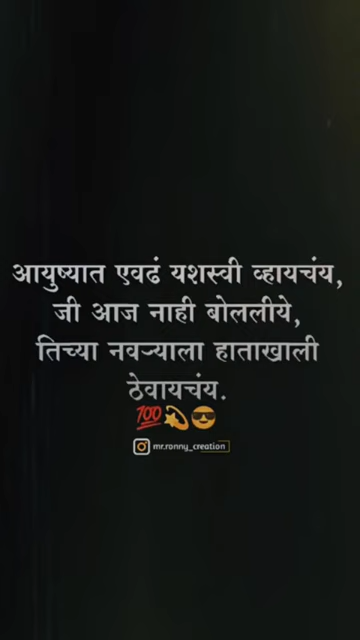 आयुष्यात एवढं यशस्वी व्हायचंय,
जी आज नाही बोललीये,
तिच्या नवऱ्याला हाताखाली
ठेवायचंय.
💯💫😎
mr.ronny_creation